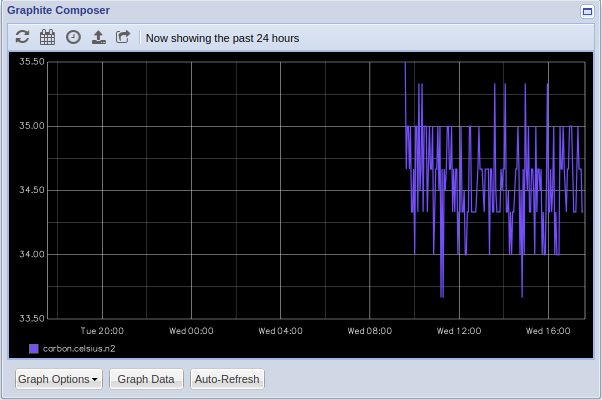 Graphite Composer
Now showing the past 24 hours
35.50
35.00
34.50
34.00
33.50
Tue 20:00 Wed 00:00 Wed 04:00 Wed 08:00 Wed 12:00 Wed 16:00
carbon.celsius.n2
Graph Options Graph Data Auto-Refresh